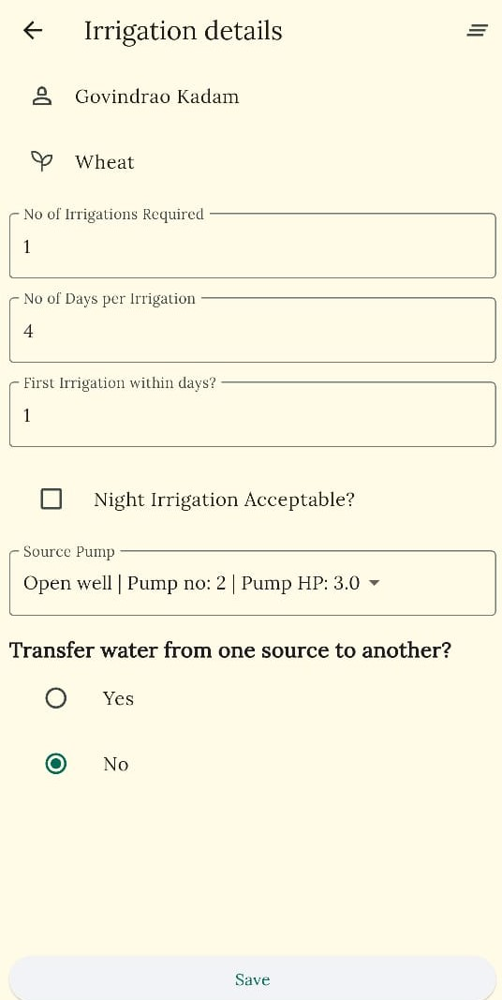 Irrigation details
Govindrao Kadam
Wheat
No of Irrigations Required
1
No of Days per Irrigation
4
First Irrigation within days?
1
Night Irrigation Acceptable?
Source Pump
Open well | Pump no: 2 | Pump HP: 3.0
Transfer water from one source to another?
Yes
No
Save